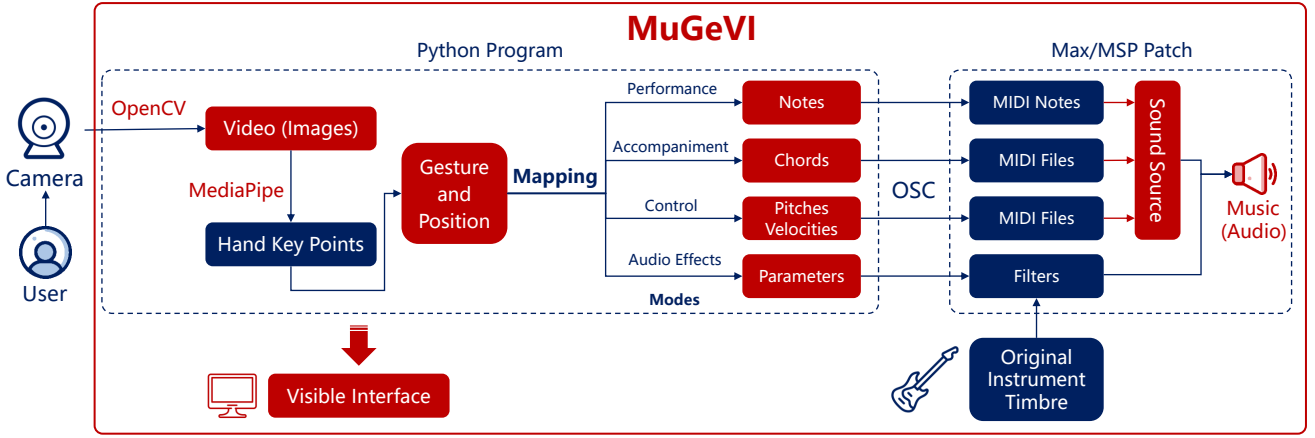 MuGeVI
Python Program
Max/MSP Patch
OpenCV
Camera
User
Video (Images)
MediaPipe
Hand Key Points
Gesture
and
Position
Mapping
Performance
Accompaniment
Control
Audio Effects
Modes
Notes
Chords
Pitches
Velocities
Parameters
OSC
MIDI Notes
MIDI Files
MIDI Files
Filters
Sound Source
Music
(Audio)
Visible Interface
Original
Instrument
Timbre